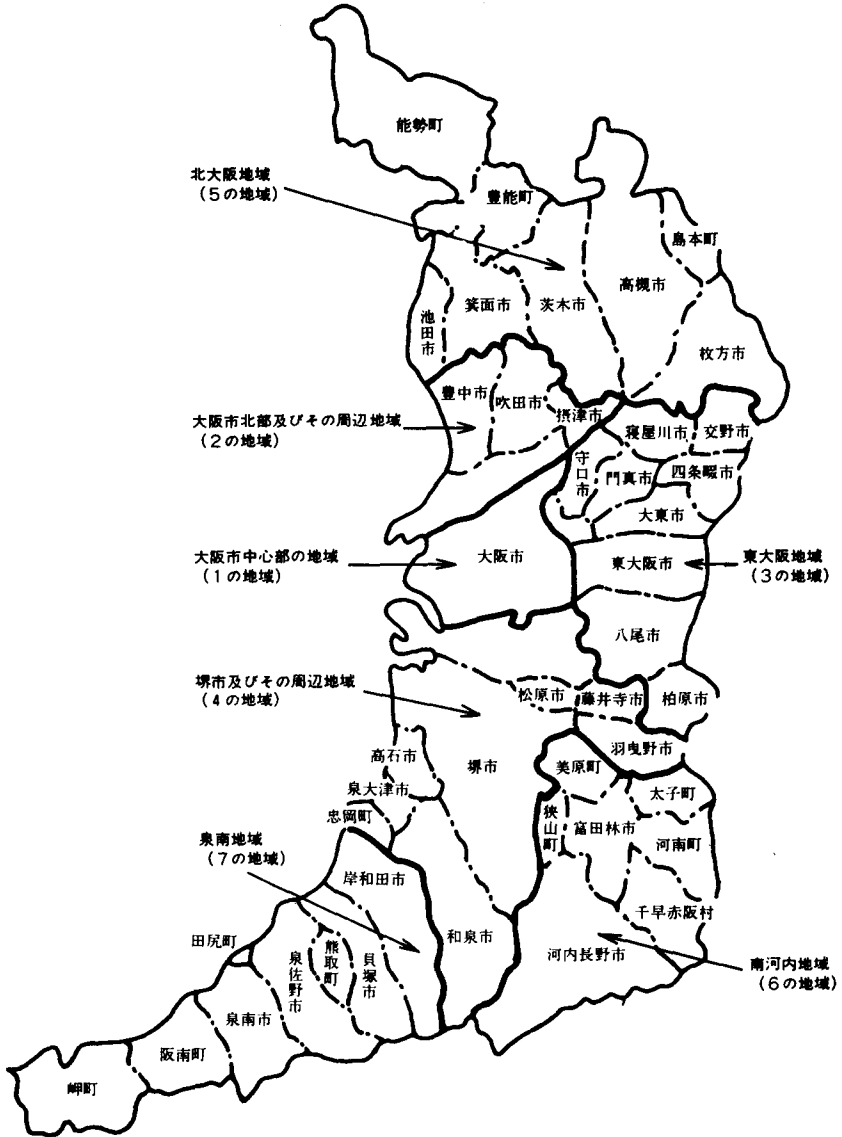 能勢町
北大阪地域
(5の地域)
豊能町
島本町
高槻市
箕面市
茨木市
池田市
枚方市
豊中市
吹田市
摂津市
大阪市北部及びその周辺地域
(2の地域)
寝屋川市
交野市
守口市
門真市
四条畷市
大東市
大阪市中心部の地域
(1の地域)
大阪市
東大阪市
東大阪地域
(3の地域)
八尾市
堺市及びその周辺地域
(4の地域)
松原市
藤井寺市
柏原市
羽曳野市
高石市
堺市
美原町
泉大津市
太子町
忠岡町
狭山町
富田林市
河南町
泉南地域
(7の地域)
岸和田市
千早赤阪村
和泉市
河内長野市
田尻町
熊取町
貝塚市
泉佐野市
南河内地域
(6の地域)
泉南市
阪南町
岬町